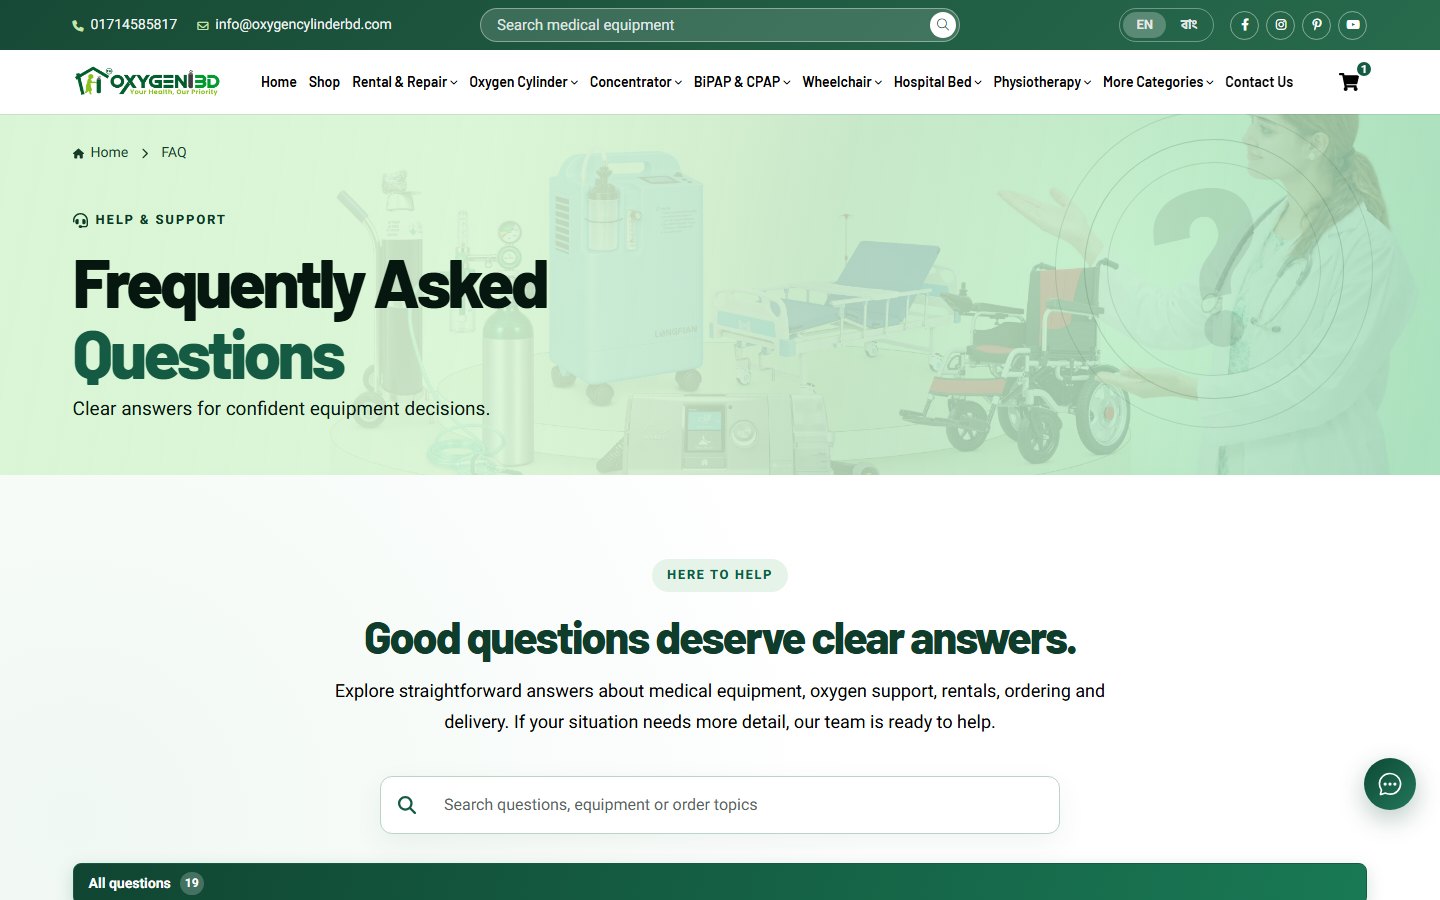 01714585817
info@oxygencylinderbd.com
Search medical equipment
EN
বাং
OXYGEN BD
Your Health, Our Priority
Home
Shop
Rental & Repair
Oxygen Cylinder
Concentrator
BiPAP & CPAP
Wheelchair
Hospital Bed
Physiotherapy
More Categories
Contact Us
1
Home
FAQ
HELP & SUPPORT
Frequently Asked
Questions
Clear answers for confident equipment decisions.
LONGFIAN
?
HERE TO HELP
Good questions deserve clear answers.
Explore straightforward answers about medical equipment, oxygen support, rentals, ordering and
delivery. If your situation needs more detail, our team is ready to help.
Search questions, equipment or order topics
All questions 19